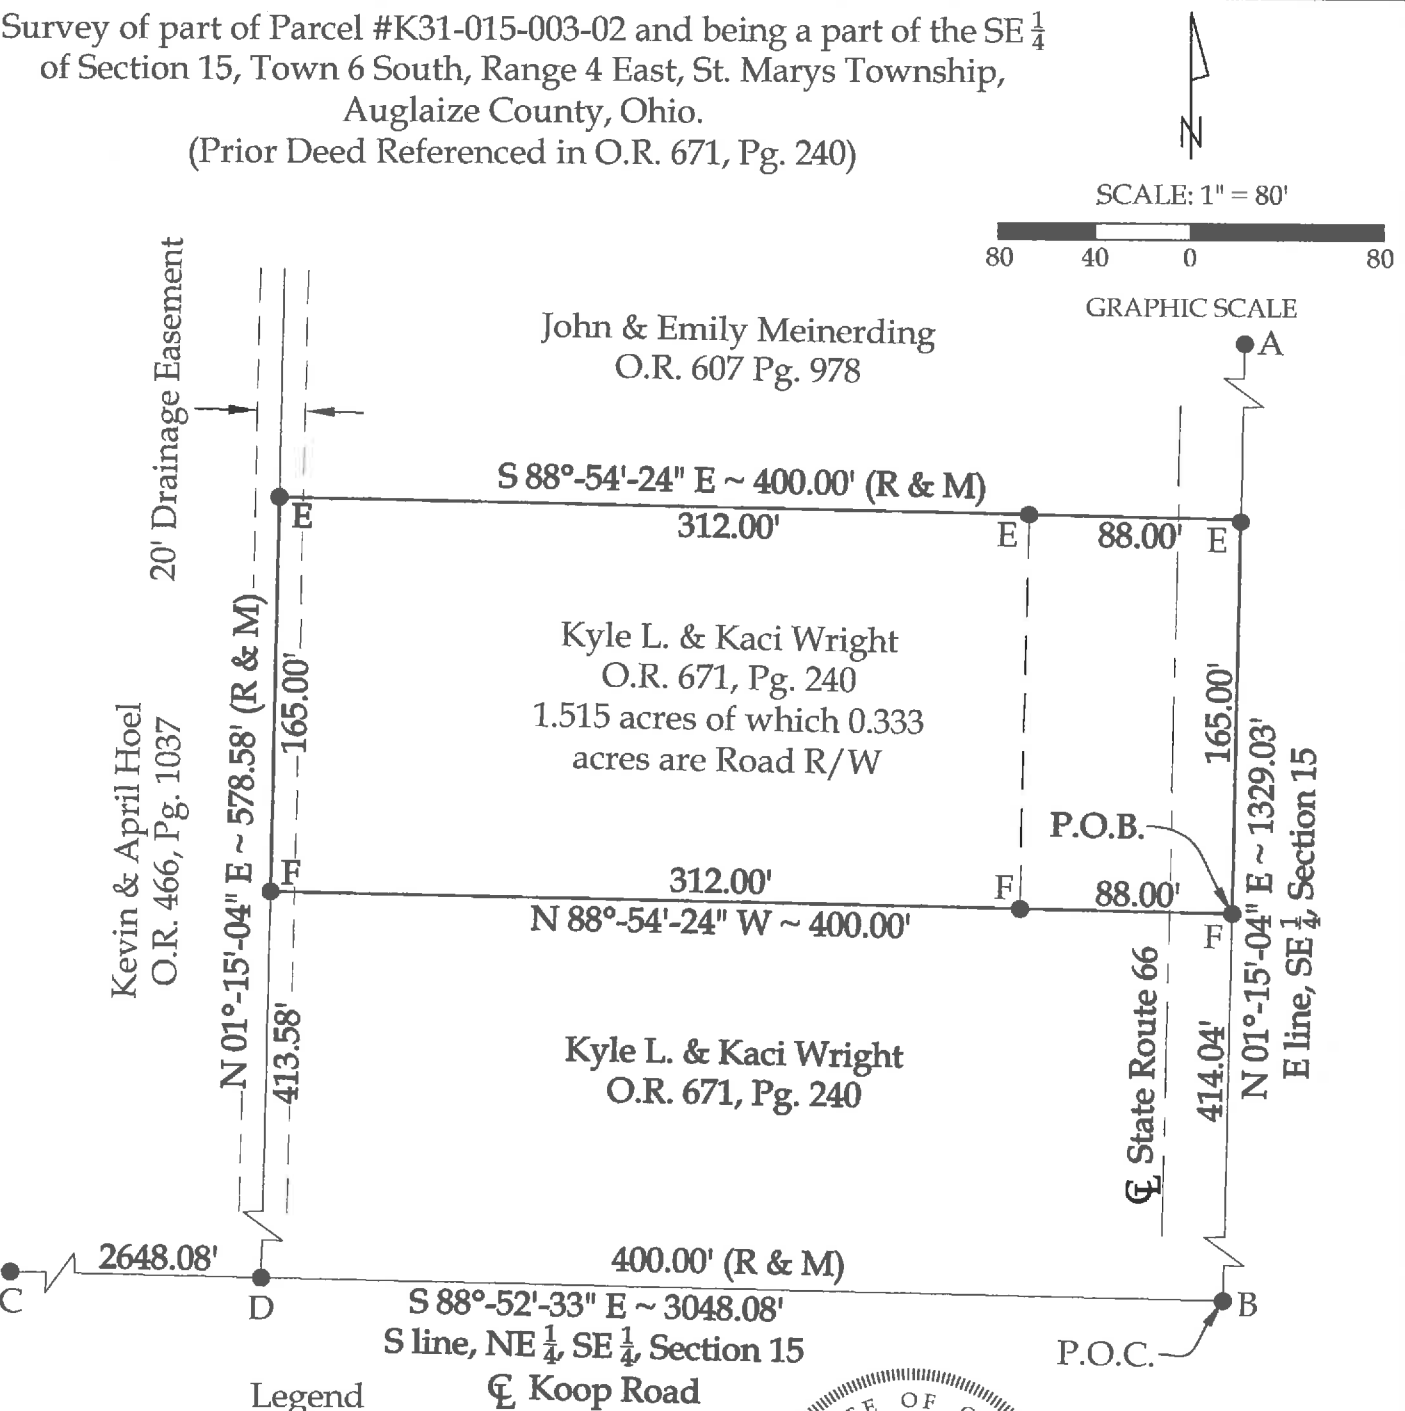 Survey of part of Parcel #K31-015-003-02 and being a part of the SE 1/4
of Section 15, Town 6 South, Range 4 East, St. Marys Township,
Auglaize County, Ohio.
(Prior Deed Referenced in O.R. 671, Pg. 240)
N
SCALE: 1" = 80'
80 40 0 80
GRAPHIC SCALE
20' Drainage Easement
John & Emily Meinerding
O.R. 607 Pg. 978
A
S 88°-54'-24" E ~ 400.00' (R & M)
E
312.00'
E
88.00'
E
Kyle L. & Kaci Wright
O.R. 671, Pg. 240
1.515 acres of which 0.333
acres are Road R/W
N 01°-15'-04" E ~ 578.58' (R & M)
165.00'
165.00'
Kevin & April Hoel
O.R. 466, Pg. 1037
P.O.B.
N 01°-15'-04" E ~ 1329.03'
E line, SE 1/4, Section 15
F
312.00'
F
88.00'
F
N 88°-54'-24" W ~ 400.00'
413.58'
Kyle L. & Kaci Wright
O.R. 671, Pg. 240
℄ State Route 66
414.04'
2648.08'
400.00' (R & M)
C
D
B
S 88°-52'-33" E ~ 3048.08'
S line, NE 1/4, SE 1/4, Section 15
P.O.C.
Legend
℄ Koop Road
OF